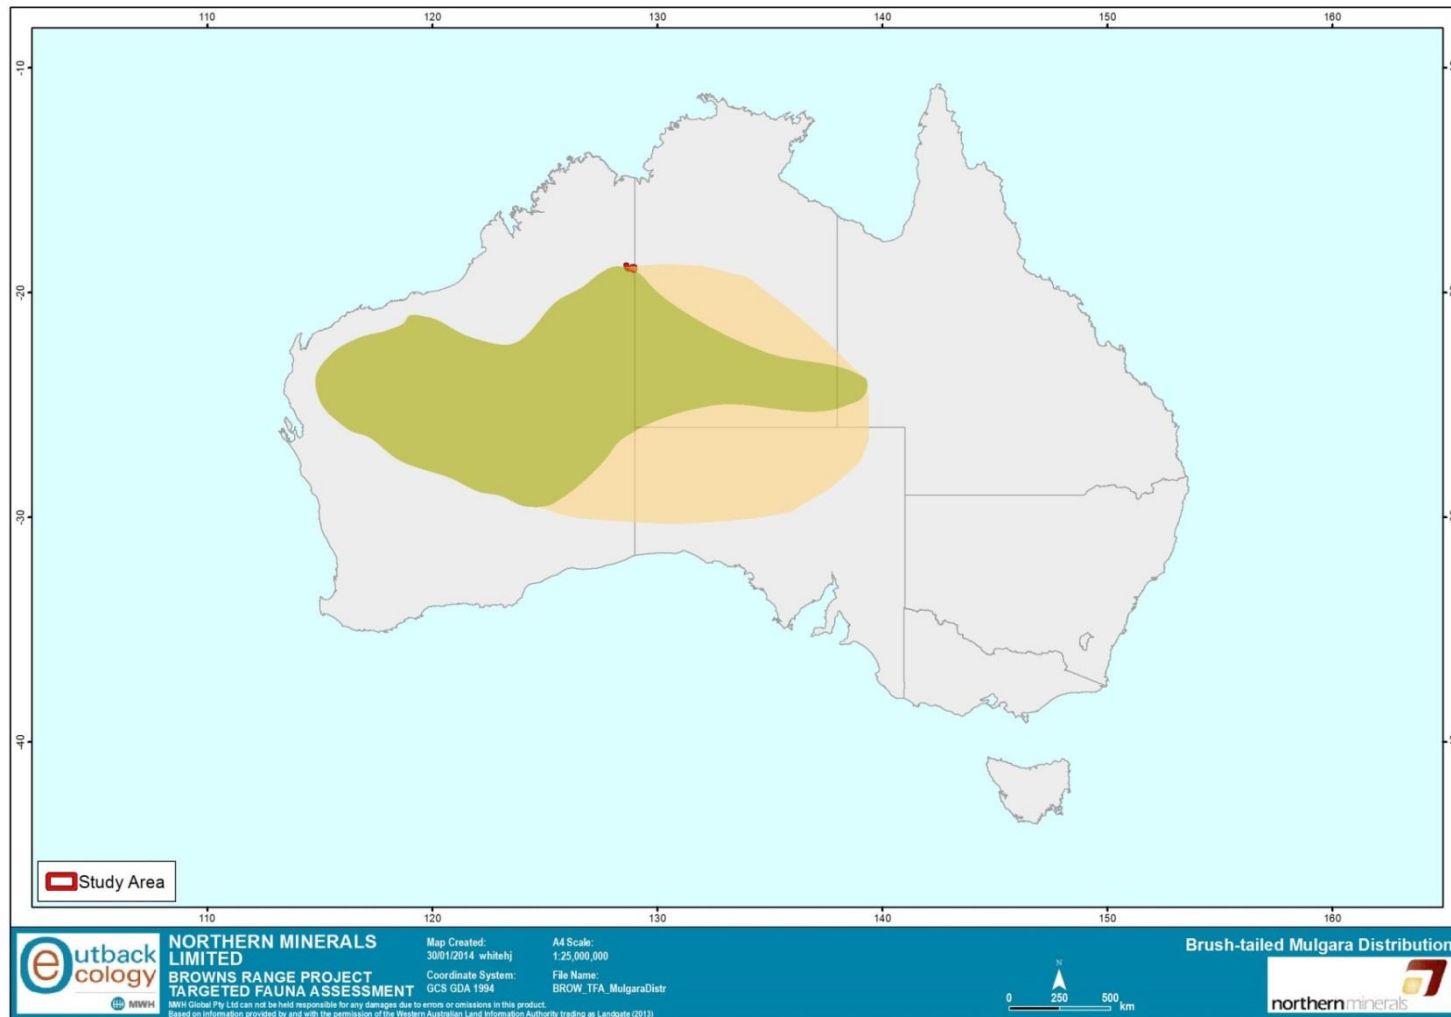 110 120 130 140 150 160
-10
-20
-30
-40
Study Area
110 120 130 140 150 160
Outback
ecology
MWH
NORTHERN MINERALS
LIMITED
BROWNS RANGE PROJECT
TARGETED FAUNA ASSESSMENT
Map Created:
30/01/2014 whitehj
Coordinate System:
GCS GDA 1994
A4 Scale:
1:25,000,000
File Name:
BROW_TFA_MulgaraDistr
MWH Global Pty Ltd can not be held responsible for any damages due to errors or omissions in this product.
Based on information provided by and with the permission of the Western Australian Land Information Authority trading as Landgate (2013)
N
0 250 500
km
Brush-tailed Mulgara Distribution
northernminerals